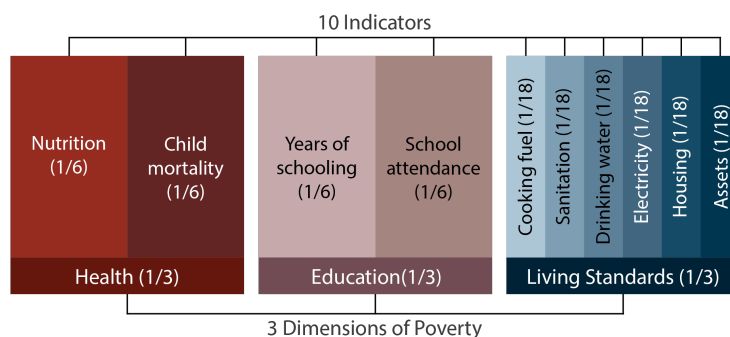 10 Indicators
Nutrition
(1/6)
Child
mortality
(1/6)
Years of
schooling
(1/6)
School
attendance
(1/6)
Cooking fuel (1/18)
Sanitation (1/18)
Drinking water (1/18)
Electricity (1/18)
Housing (1/18)
Assets (1/18)
Health (1/3)
Education(1/3)
Living Standards (1/3)
3 Dimensions of Poverty